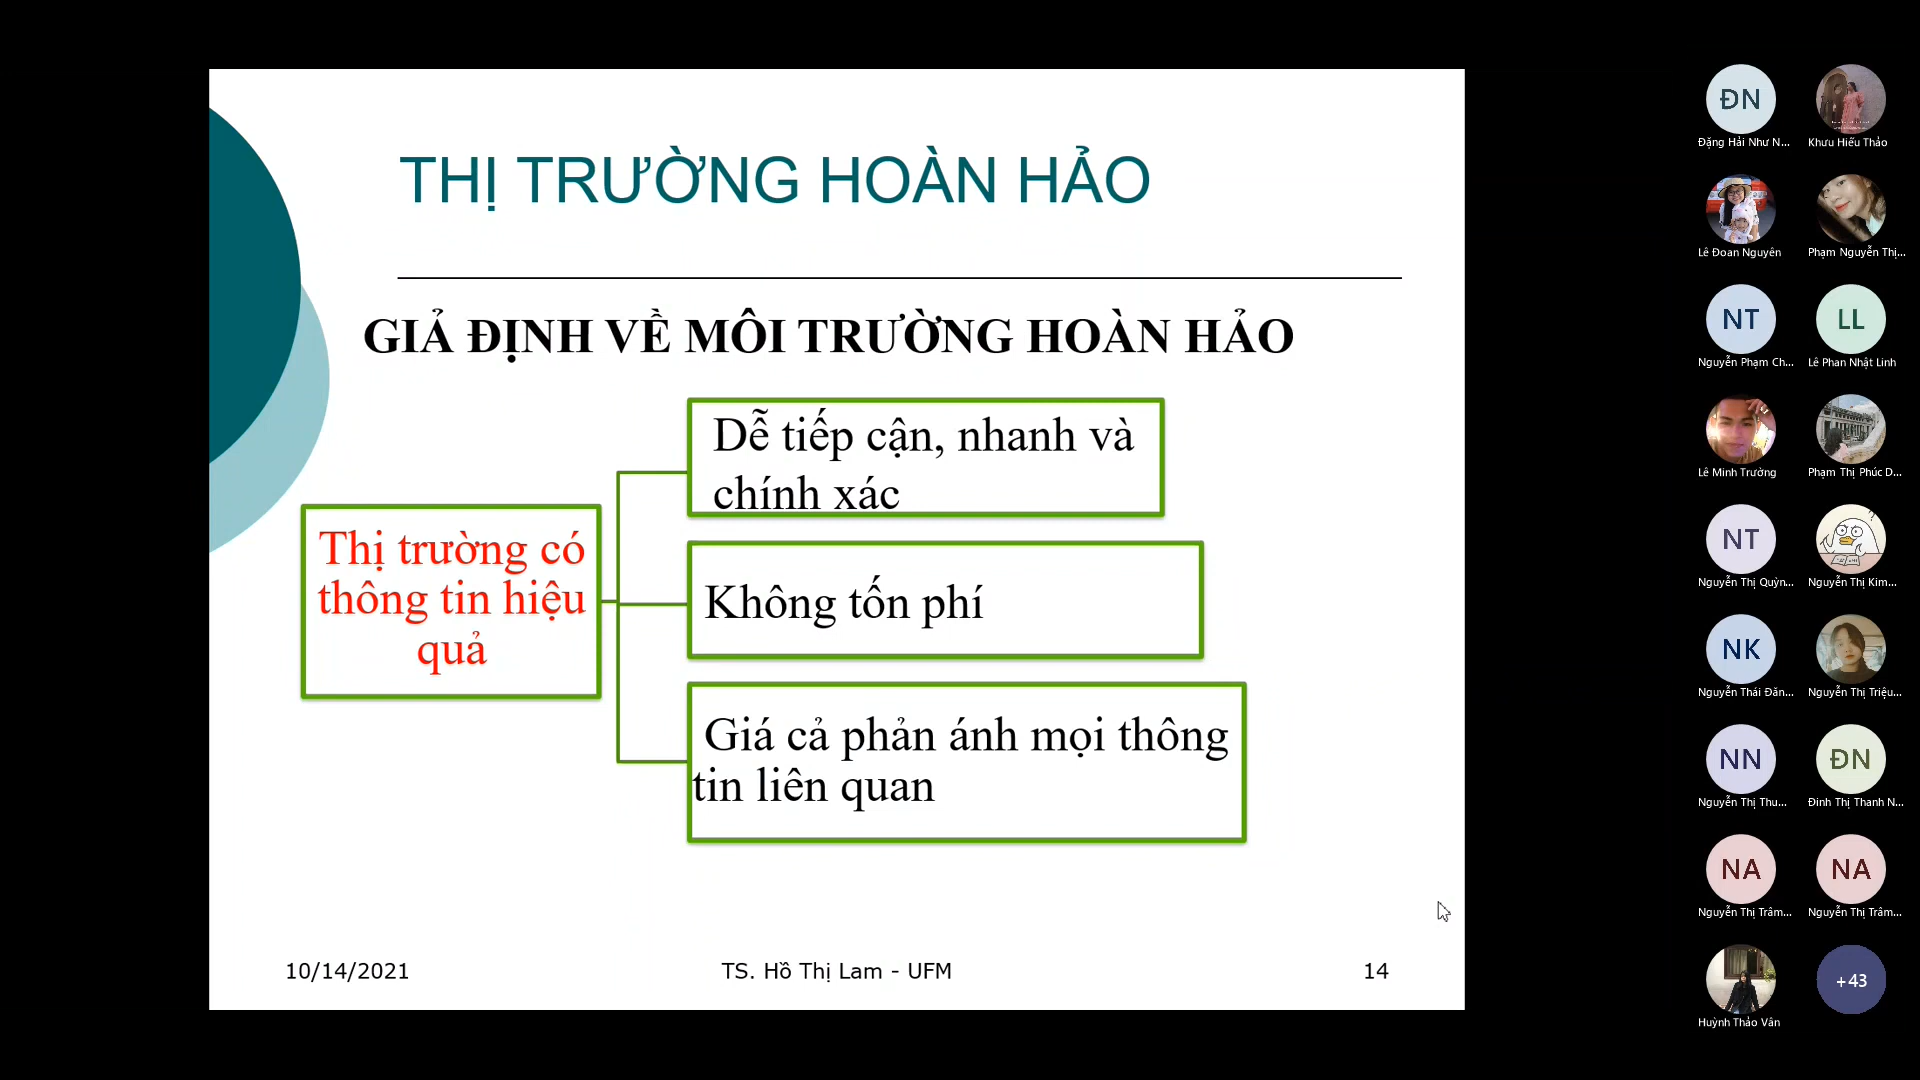 THỊ TRƯỜNG HOÀN HẢO
GIẢ ĐỊNH VỀ MÔI TRƯỜNG HOÀN HẢO
Thị trường có
thông tin hiệu
quả
Dễ tiếp cận, nhanh và
chính xác
Không tốn phí
Giá cả phản ánh mọi thông
tin liên quan
10/14/2021
TS. Hồ Thị Lam - UFM
14
ĐN
Đặng Hải Như N...
Khưu Hiếu Thảo
Lê Đoan Nguyên
Phạm Nguyễn Thị...
NT
Nguyễn Phạm Ch...
LL
Lê Phan Nhật Linh
Lê Minh Trường
Phạm Thị Phúc D...
NT
Nguyễn Thị Quỳn...
Nguyễn Thị Kim...
NK
Nguyễn Thái Đăn...
Nguyễn Thị Triệu...
NN
Nguyễn Thị Thu...
ĐN
Đinh Thị Thanh N...
NA
Nguyễn Thị Trâm...
NA
Nguyễn Thị Trâm...
Huỳnh Thảo Vân
+43